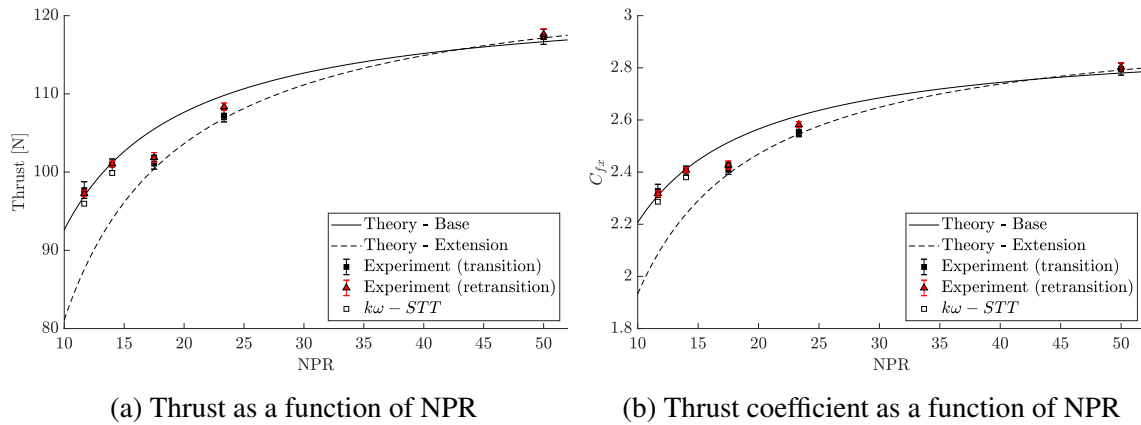 120
110
100
90
80
Thrust [N]
10 15 20 25 30 35 40 45 50
NPR
Theory - Base
Theory - Extension
Experiment (transition)
Experiment (retransition)
kω − STT
(a) Thrust as a function of NPR
3
2.8
2.6
2.4
2.2
2
1.8
C_{fx}
10 15 20 25 30 35 40 45 50
NPR
Theory - Base
Theory - Extension
Experiment (transition)
Experiment (retransition)
kω − STT
(b) Thrust coefficient as a function of NPR